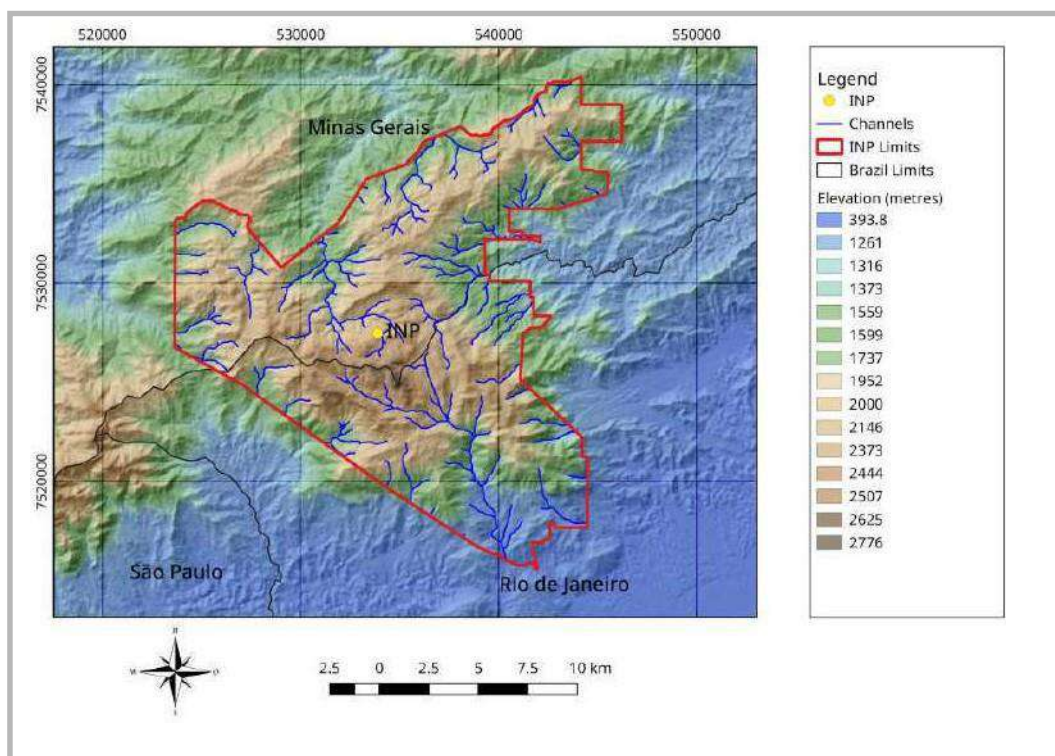 520000 530000 540000 550000
7540000
7530000
7520000
Minas Gerais
INP
São Paulo
Rio de Janeiro
Legend
INP
Channels
INP Limits
Brazil Limits
Elevation (metres)
393.8
1261
1316
1373
1559
1599
1737
1952
2000
2146
2373
2444
2507
2625
2776
W
2.5 0 2.5 5 7.5 10 km